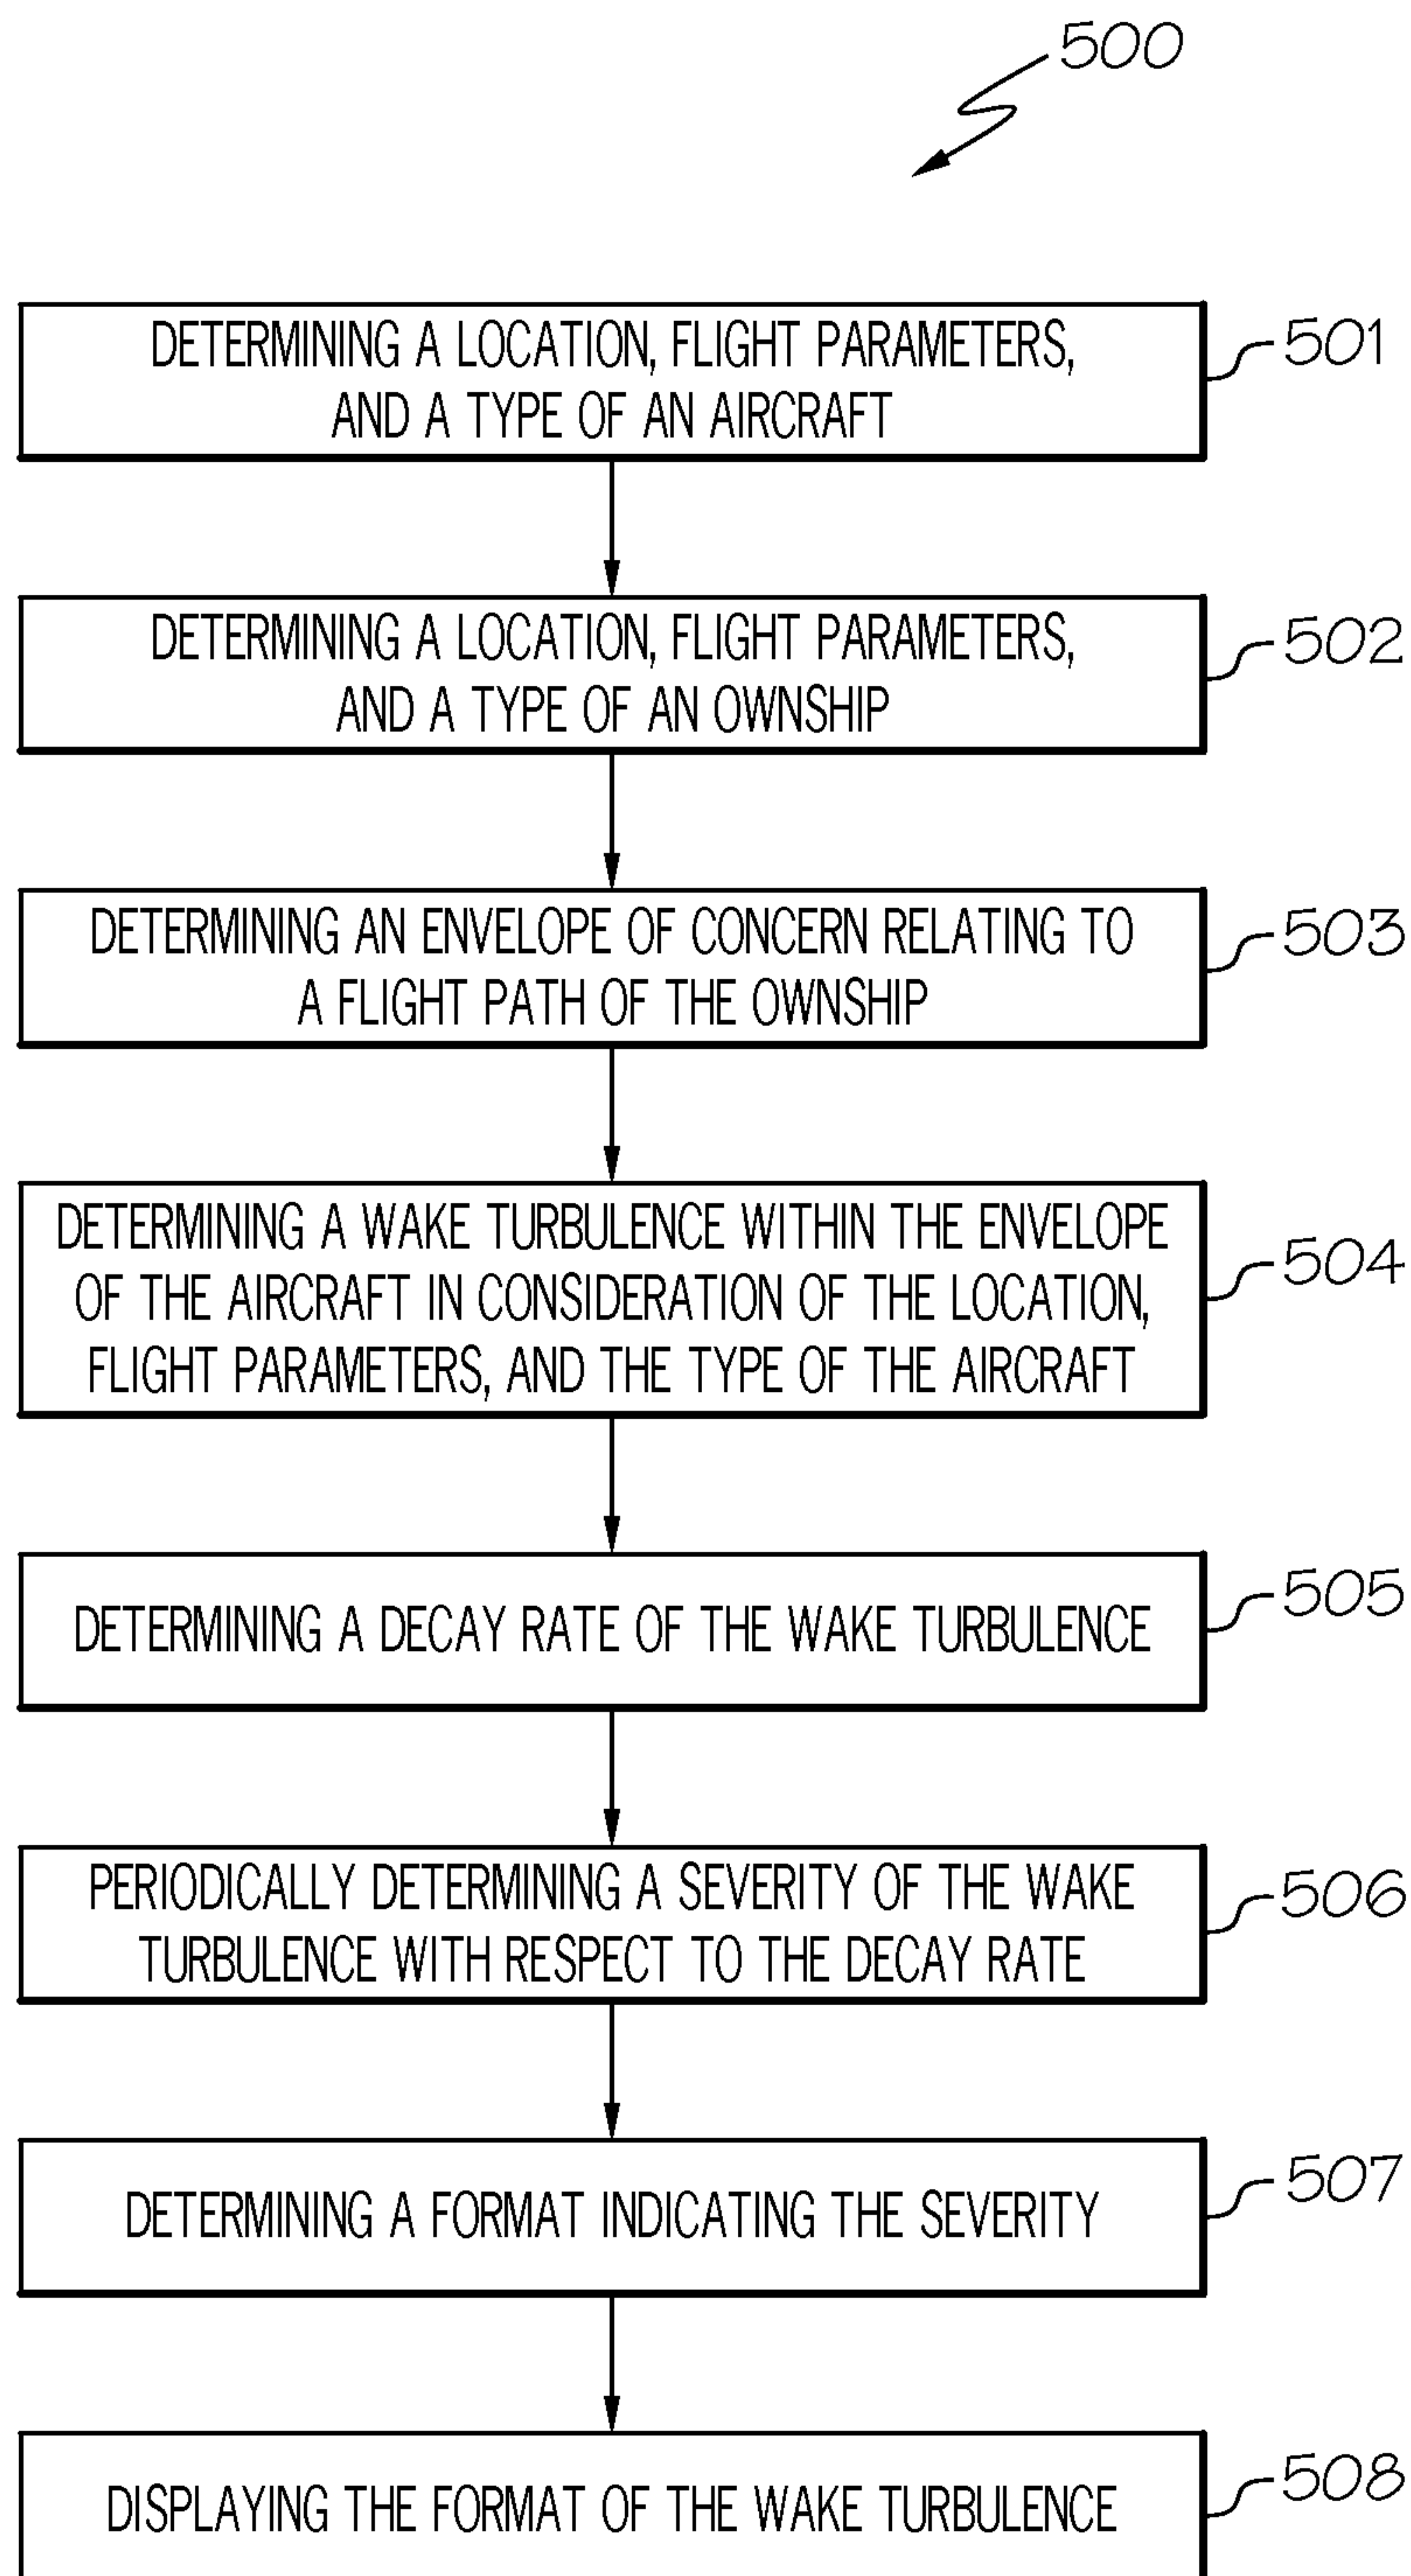 500
DETERMINING A LOCATION, FLIGHT PARAMETERS,
AND A TYPE OF AN AIRCRAFT
501
DETERMINING A LOCATION, FLIGHT PARAMETERS,
AND A TYPE OF AN OWNSHIP
502
DETERMINING AN ENVELOPE OF CONCERN RELATING TO
A FLIGHT PATH OF THE OWNSHIP
503
DETERMINING A WAKE TURBULENCE WITHIN THE ENVELOPE
OF THE AIRCRAFT IN CONSIDERATION OF THE LOCATION,
FLIGHT PARAMETERS, AND THE TYPE OF THE AIRCRAFT
504
DETERMINING A DECAY RATE OF THE WAKE TURBULENCE
505
PERIODICALLY DETERMINING A SEVERITY OF THE WAKE
TURBULENCE WITH RESPECT TO THE DECAY RATE
506
DETERMINING A FORMAT INDICATING THE SEVERITY
507
DISPLAYING THE FORMAT OF THE WAKE TURBULENCE
508